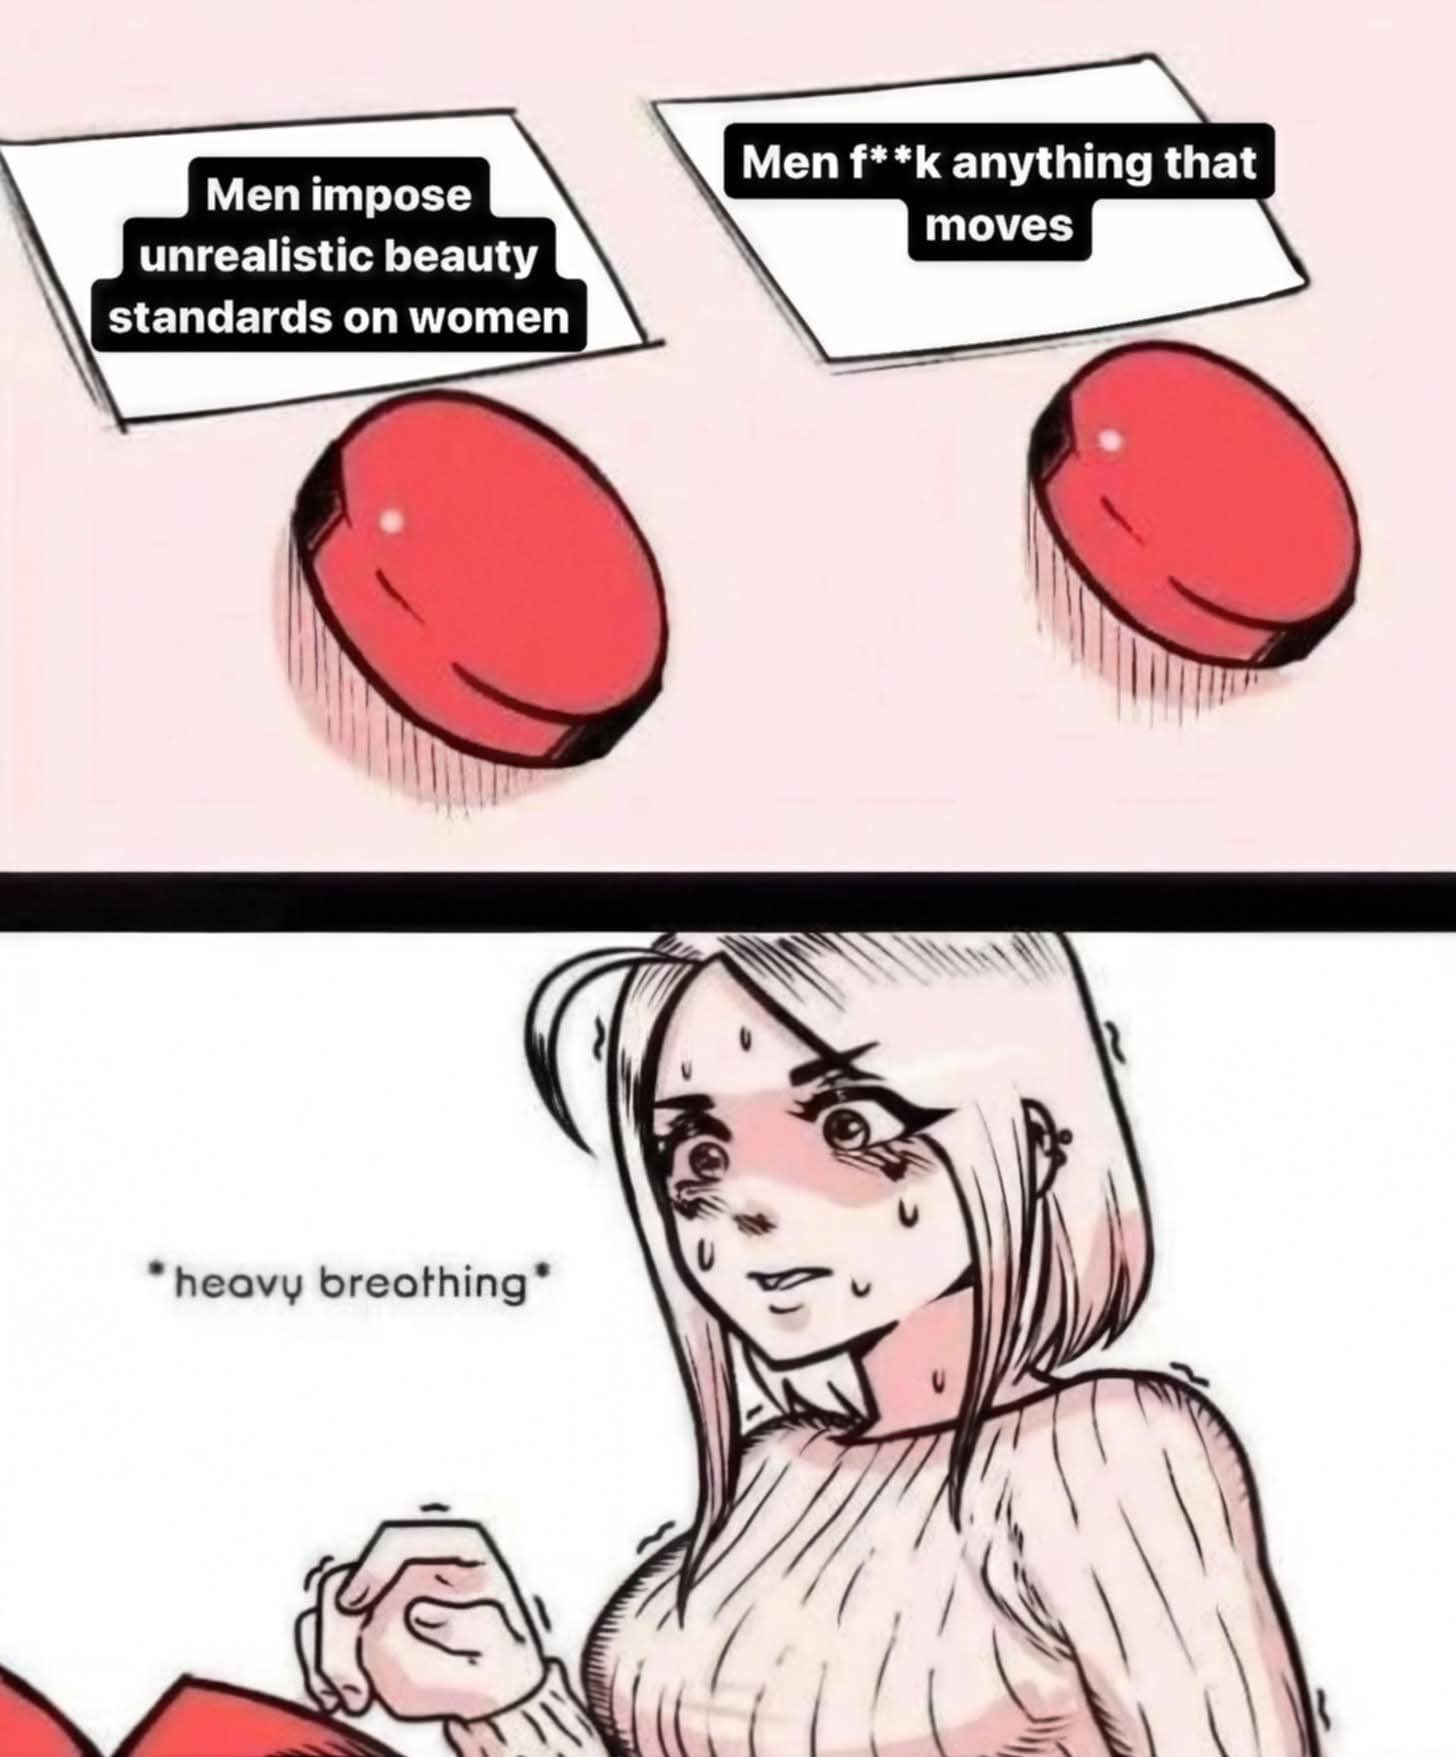 Men impose
unrealistic beauty
standards on women
Men f**k anything that
moves
*heavy breathing*